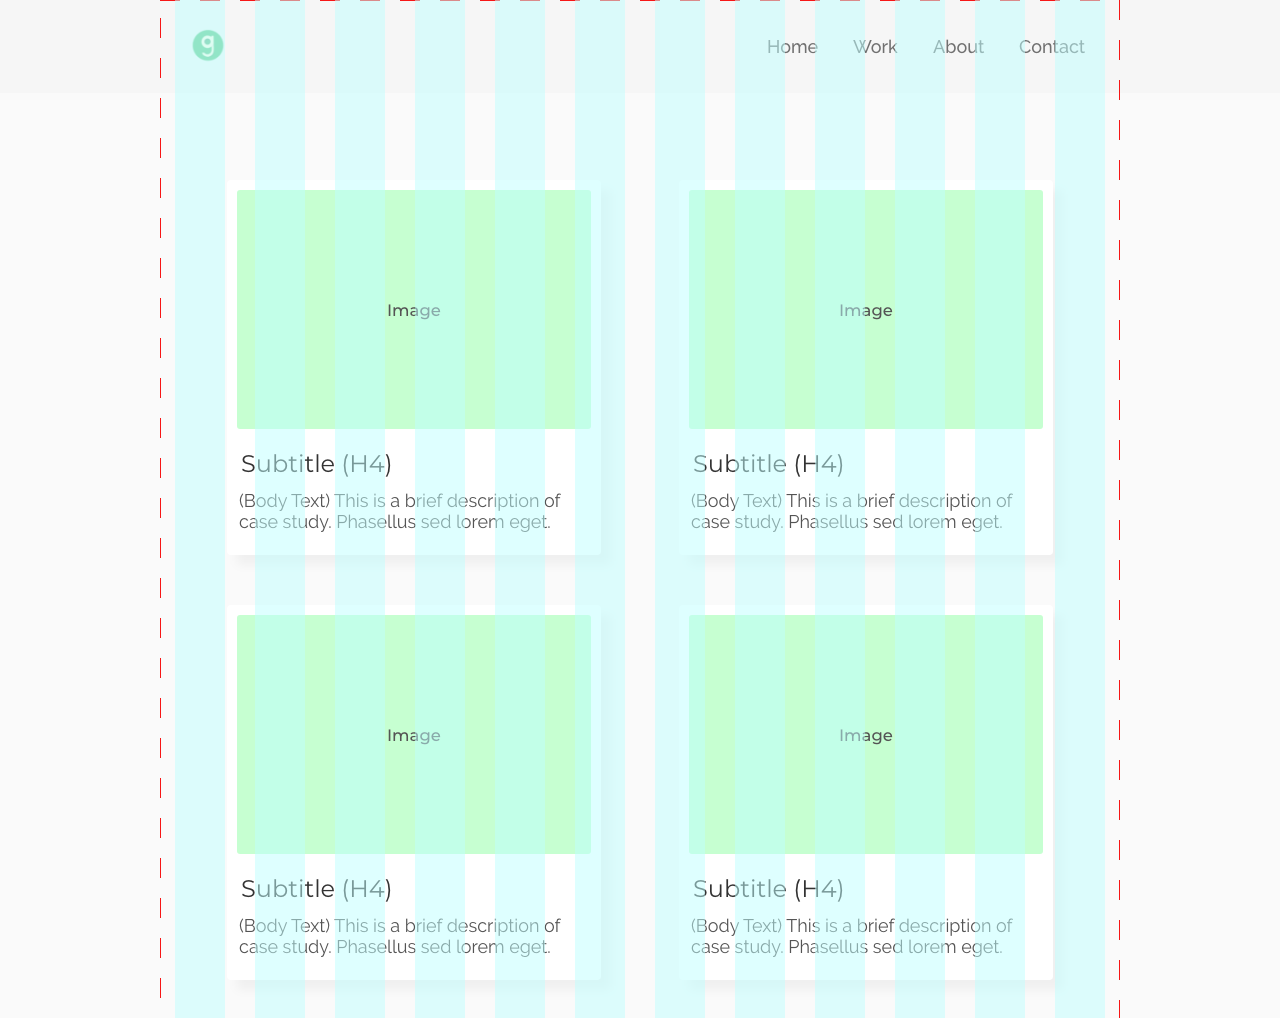 g
Home Work About Contact
Image
Subtitle (H4)
(Body Text) This is a brief description of
case study. Phasellus sed lorem eget.
Image
Subtitle (H4)
(Body Text) This is a brief description of
case study. Phasellus sed lorem eget.
Image
Subtitle (H4)
(Body Text) This is a brief description of
case study. Phasellus sed lorem eget.
Image
Subtitle (H4)
(Body Text) This is a brief description of
case study. Phasellus sed lorem eget.